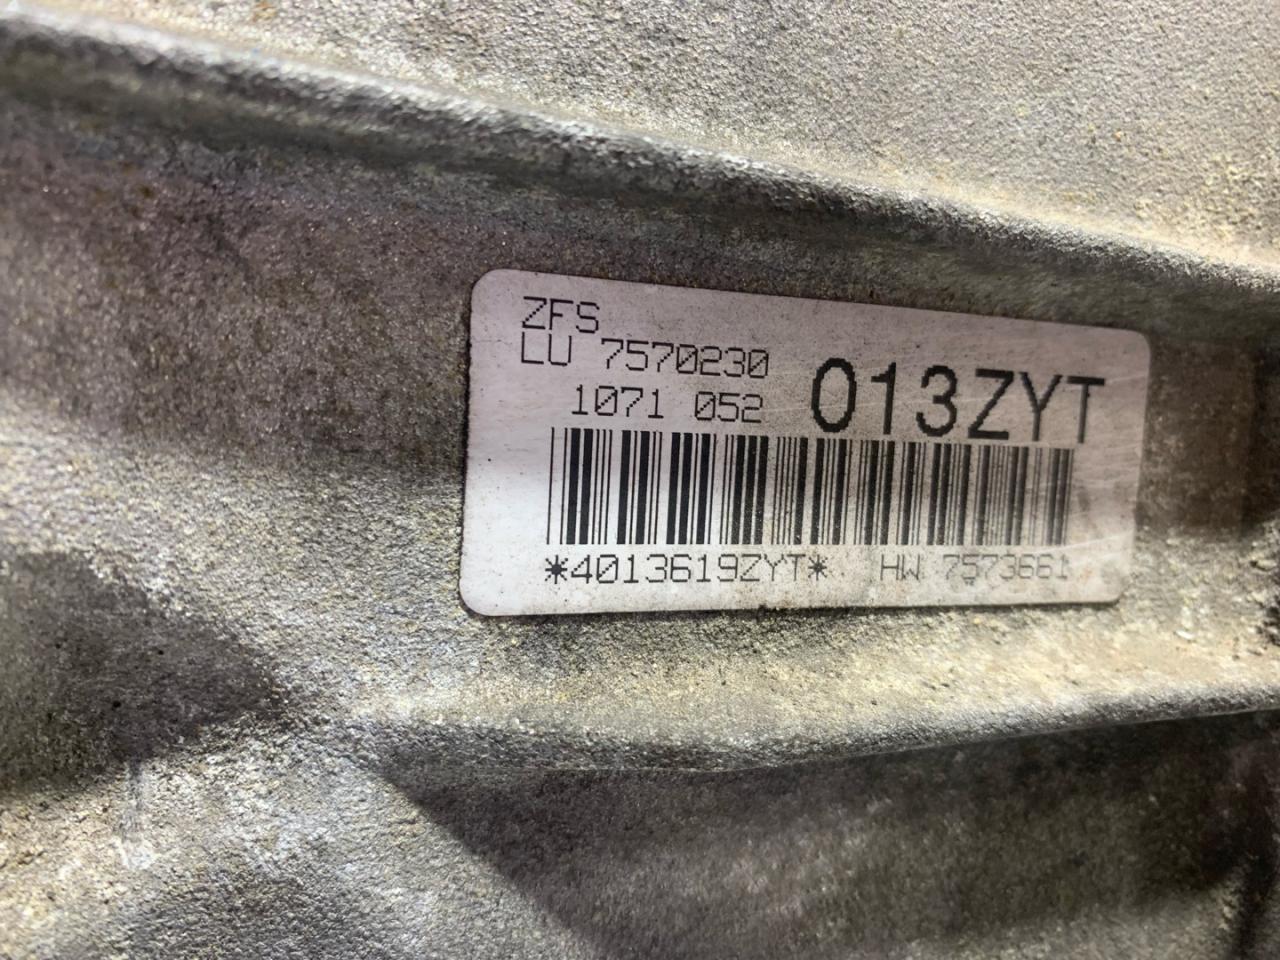 ZFS
LU 7570230
1071 052
013ZYT
*4013619ZYT* HW 7573661